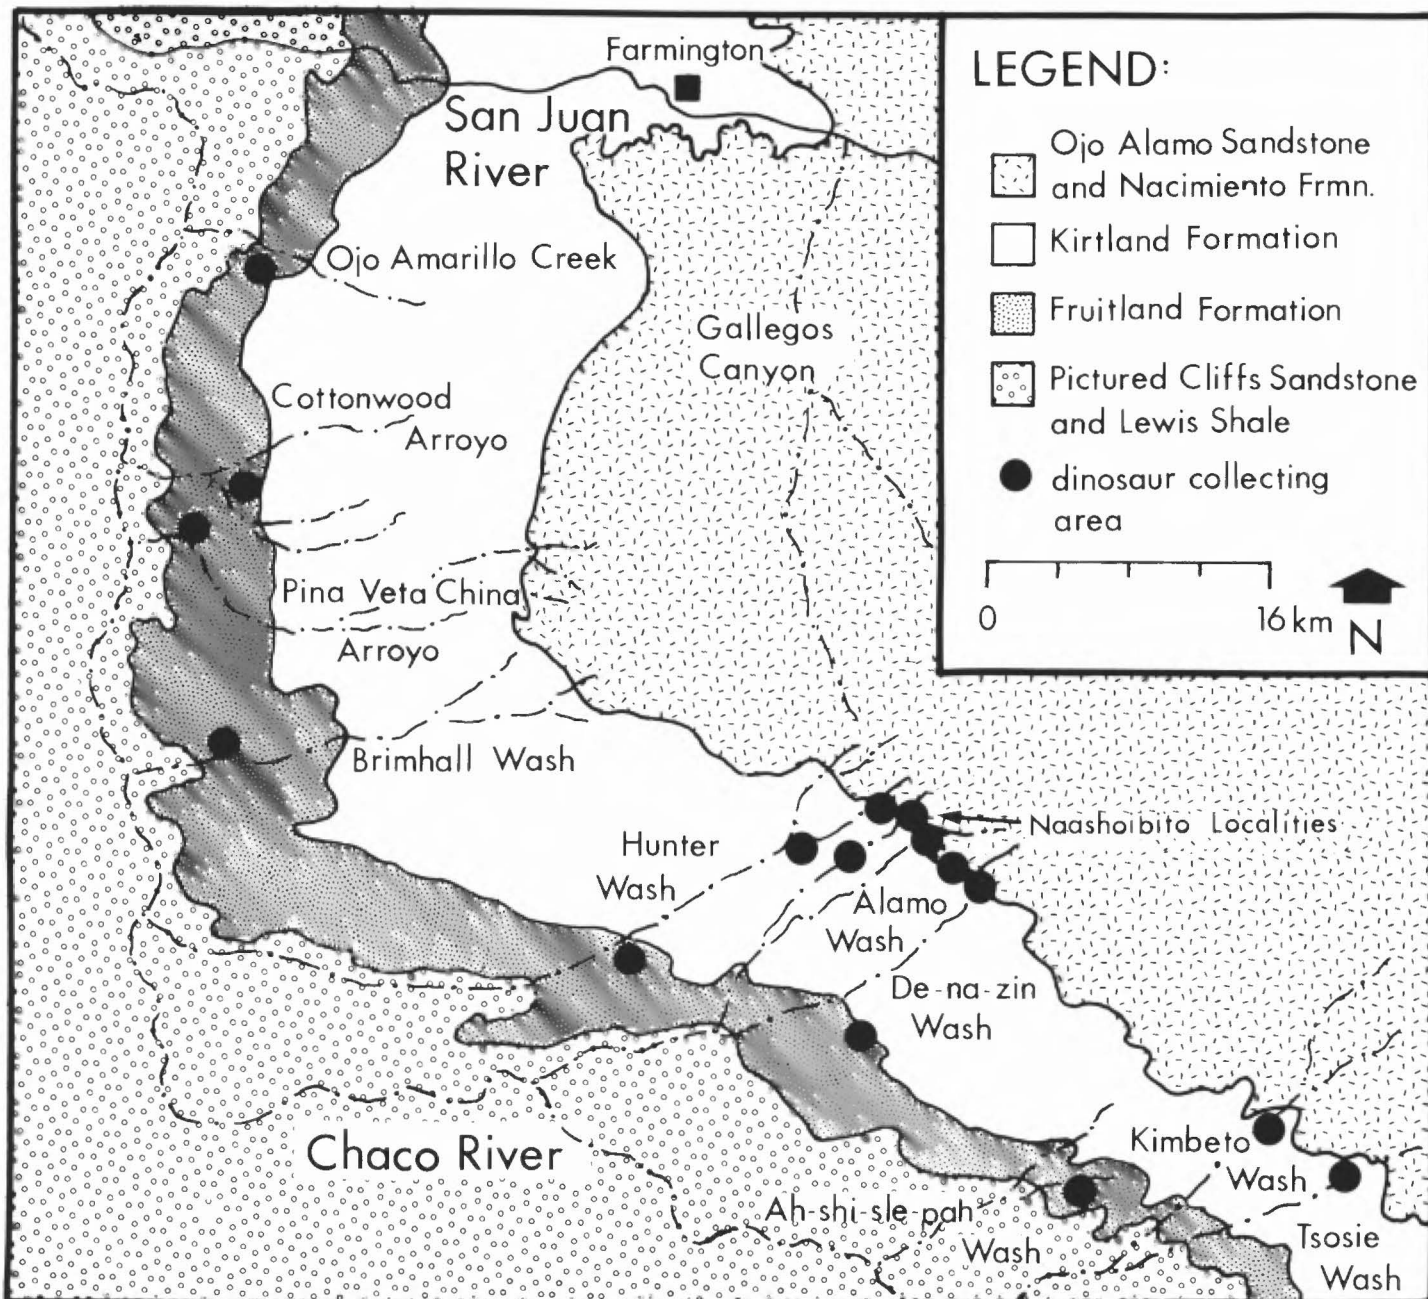 Farmington
San Juan
River
Ojo Amarillo Creek
Gallegos
Canyon
Cottonwood
Arroyo
Pina Veta China
Arroyo
Brimhall Wash
Hunter
Wash
Naashoibito Localities
Alamo
Wash
De-na-zin
Wash
Chaco River
Kimbeto
Wash
Ah-shi-sle-pah
Wash
Tsosie
Wash
LEGEND:
Ojo Alamo Sandstone
and Nacimiento Frmn.
Kirtland Formation
Fruitland Formation
Pictured Cliffs Sandstone
and Lewis Shale
dinosaur collecting
area
0 16 km N